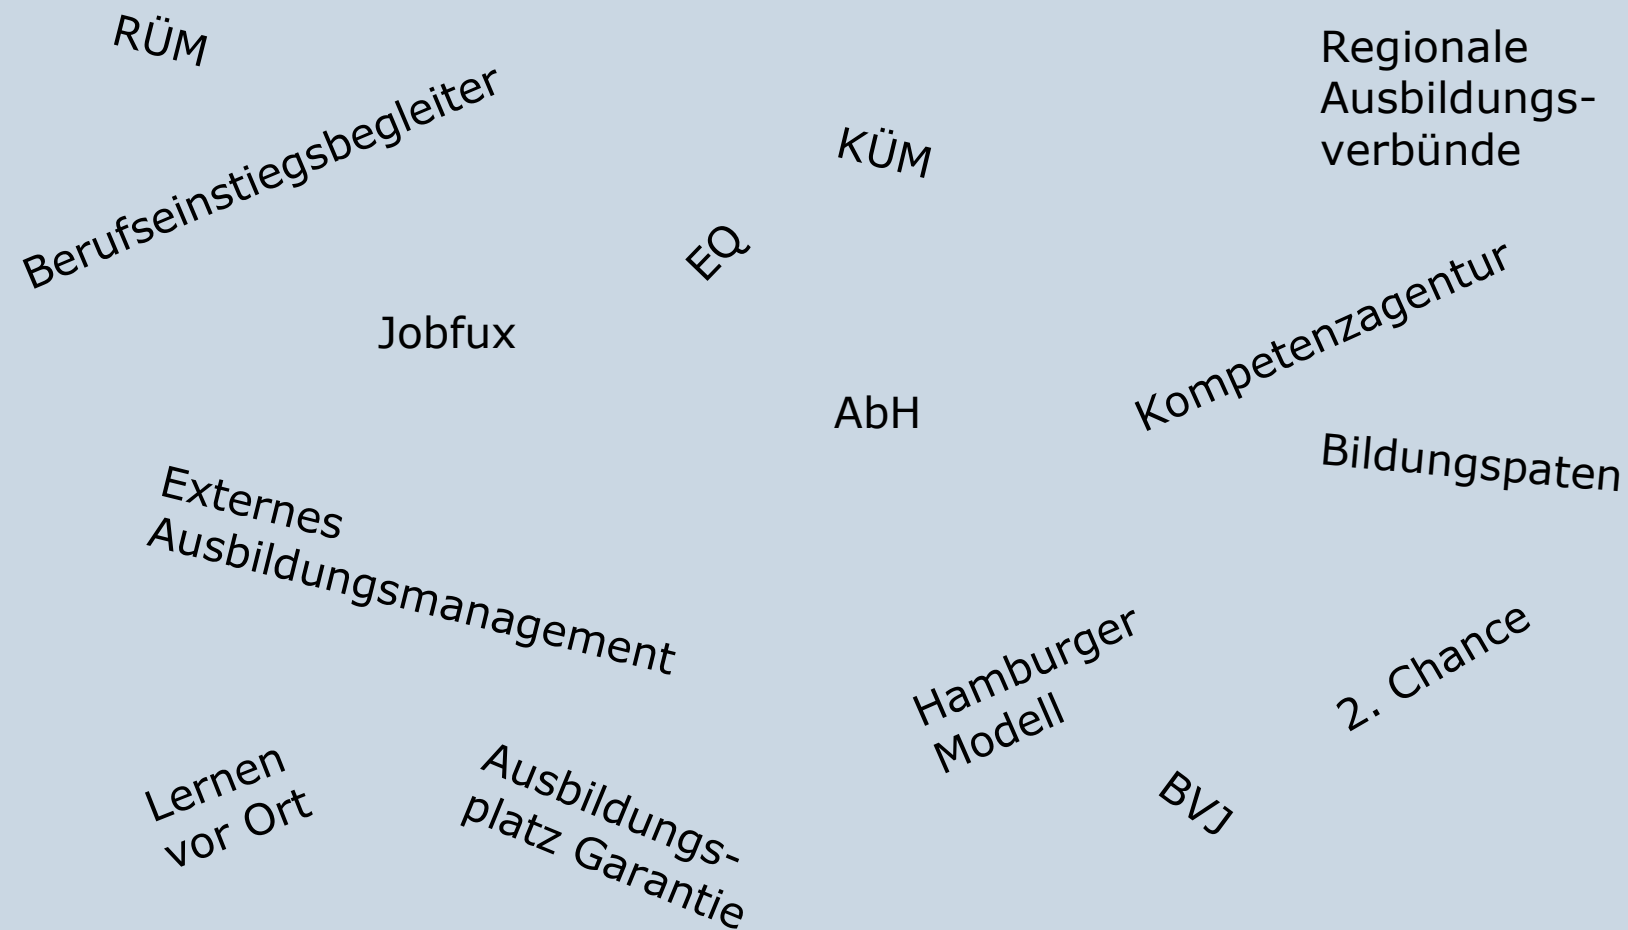 RÜM
Regionale
Ausbildungs-
verbünde
Berufseinstiegsbegleiter
KÜM
EQ
Jobfux
Kompetenzagentur
AbH
Bildungspaten
Externes
Ausbildungsmanagement
Hamburger
Modell
2. Chance
Lernen
vor Ort
Ausbildungs-
platz Garantie
BVJ